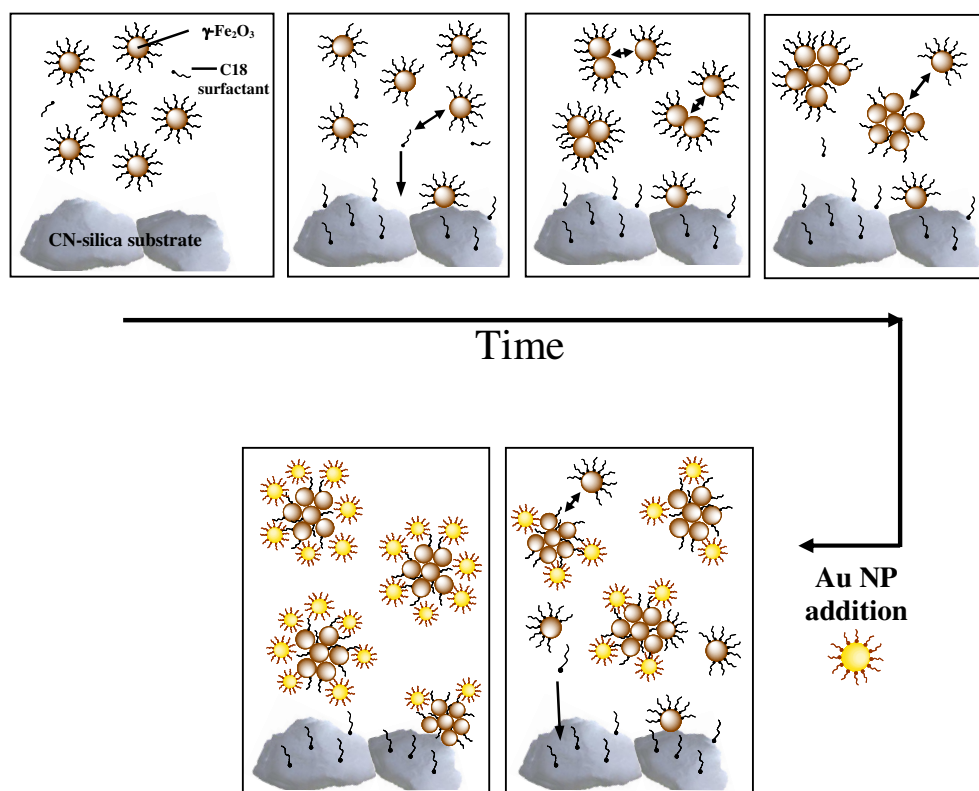 γ-Fe₂O₃
C18
surfactant
CN-silica substrate
Time
Au NP
addition